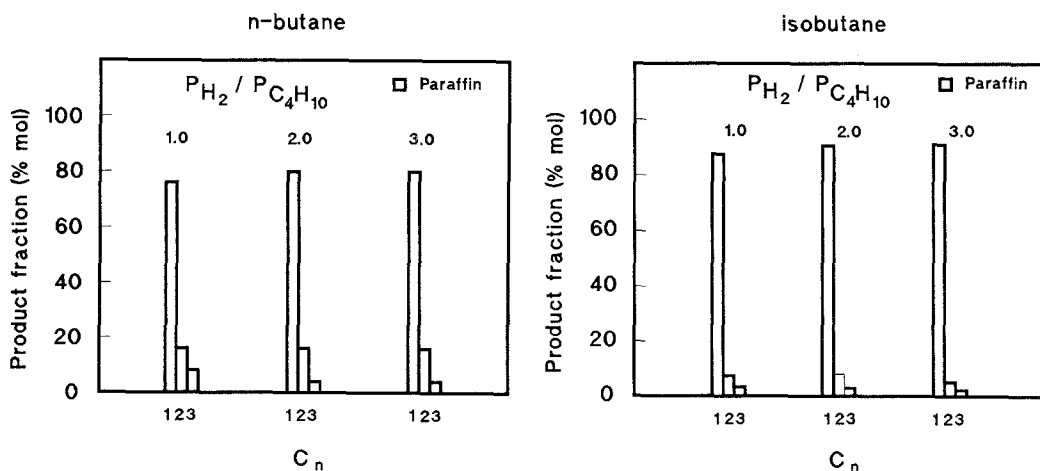 n-butane
Product fraction (% mol)
100
80
60
40
20
0
P_H2 / P_C4H10
Paraffin
1.0 2.0 3.0
123 123 123
C_n
isobutane
Product fraction (% mol)
100
80
60
40
20
0
P_H2 / P_C4H10
Paraffin
1.0 2.0 3.0
123 123 123
C_n